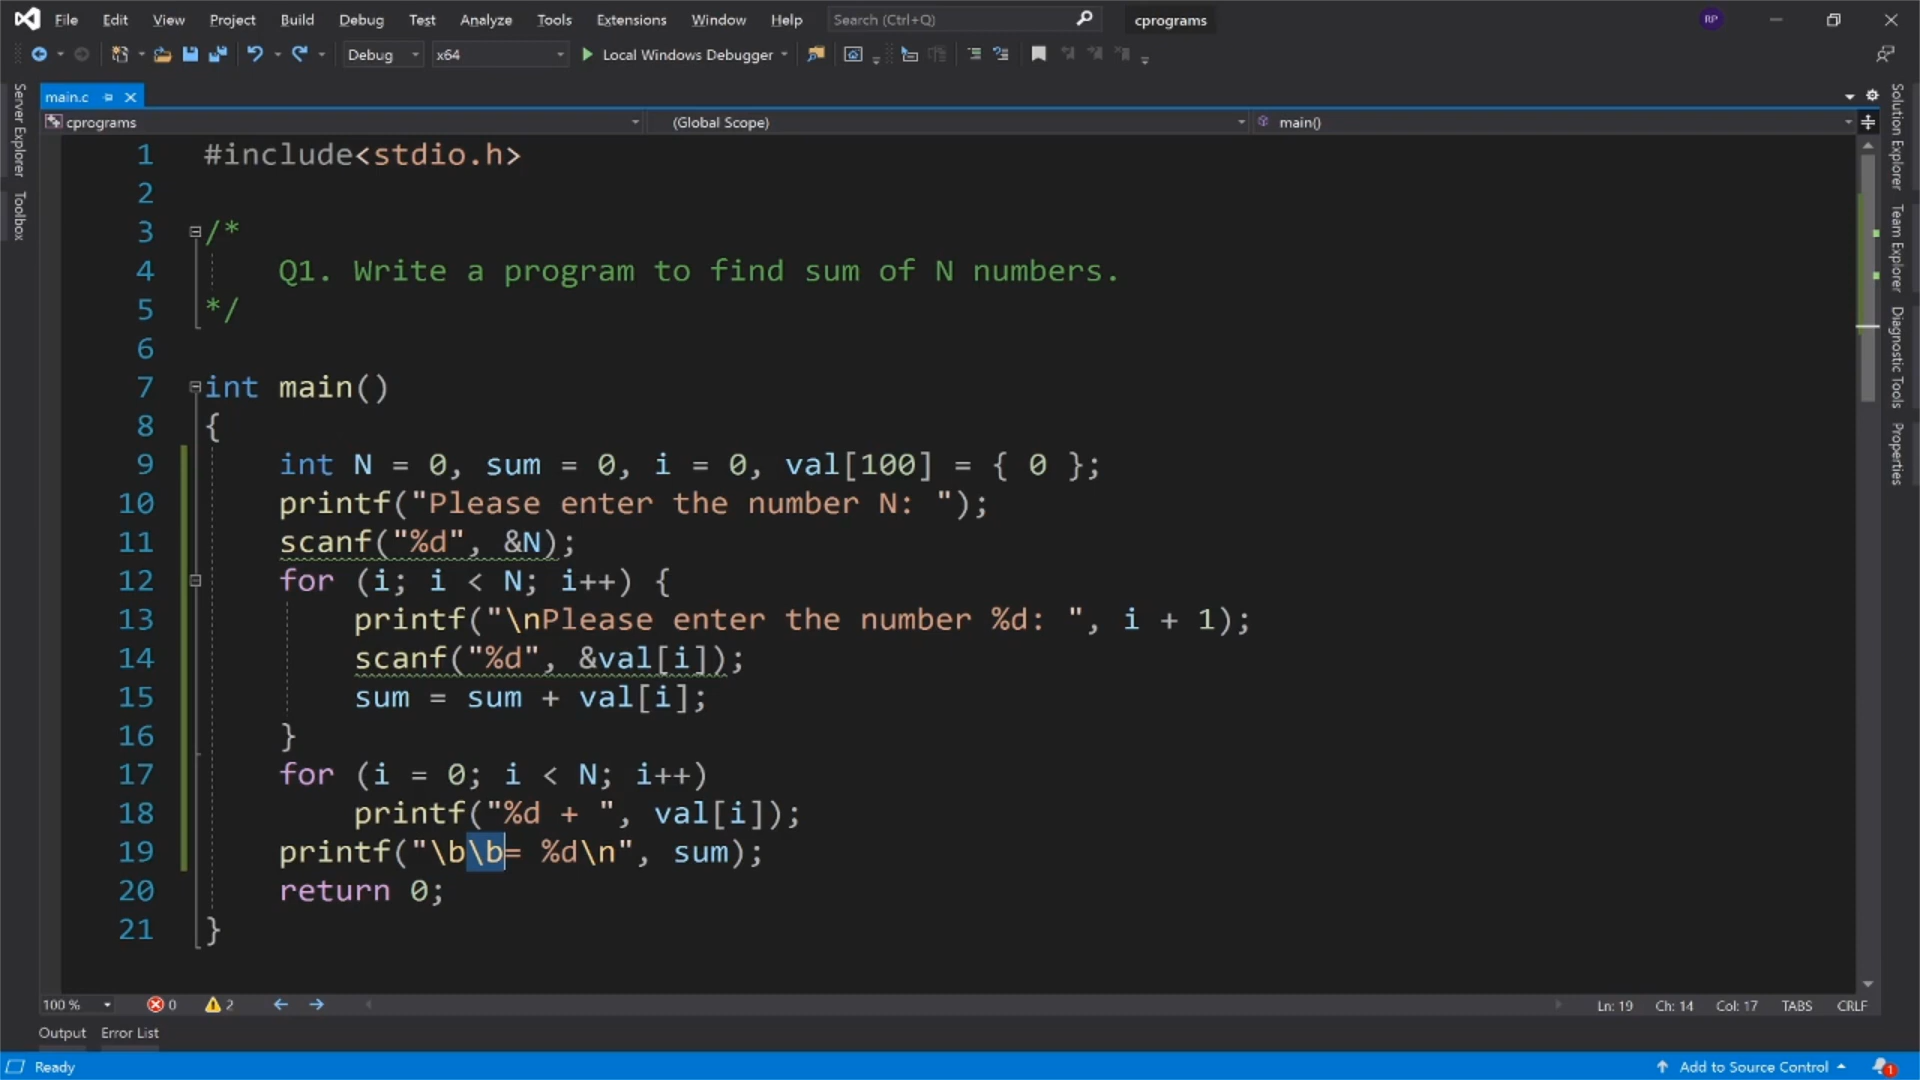 File Edit View Project Build Debug Test Analyze Tools Extensions Window Help Search (Ctrl+Q) cprograms RP
Debug x64 Local Windows Debugger
main.c
cprograms (Global Scope) main()
Server Explorer
Toolbox
1 #include<stdio.h>
2
3 /*
4 Q1. Write a program to find sum of N numbers.
5 */
6
7 int main()
8 {
9 int N = 0, sum = 0, i = 0, val[100] = { 0 };
10 printf("Please enter the number N: ");
11 scanf("%d", &N);
12 for (i; i < N; i++) {
13 printf("\nPlease enter the number %d: ", i + 1);
14 scanf("%d", &val[i]);
15 sum = sum + val[i];
16 }
17 for (i = 0; i < N; i++)
18 printf("%d + ", val[i]);
19 printf("\b\b= %d\n", sum);
20 return 0;
21 }
Solution Explorer
Team Explorer
Diagnostic Tools
Properties
100 % 0 2 Ln: 19 Ch: 14 Col: 17 TABS CRLF
Output Error List
Ready Add to Source Control 1